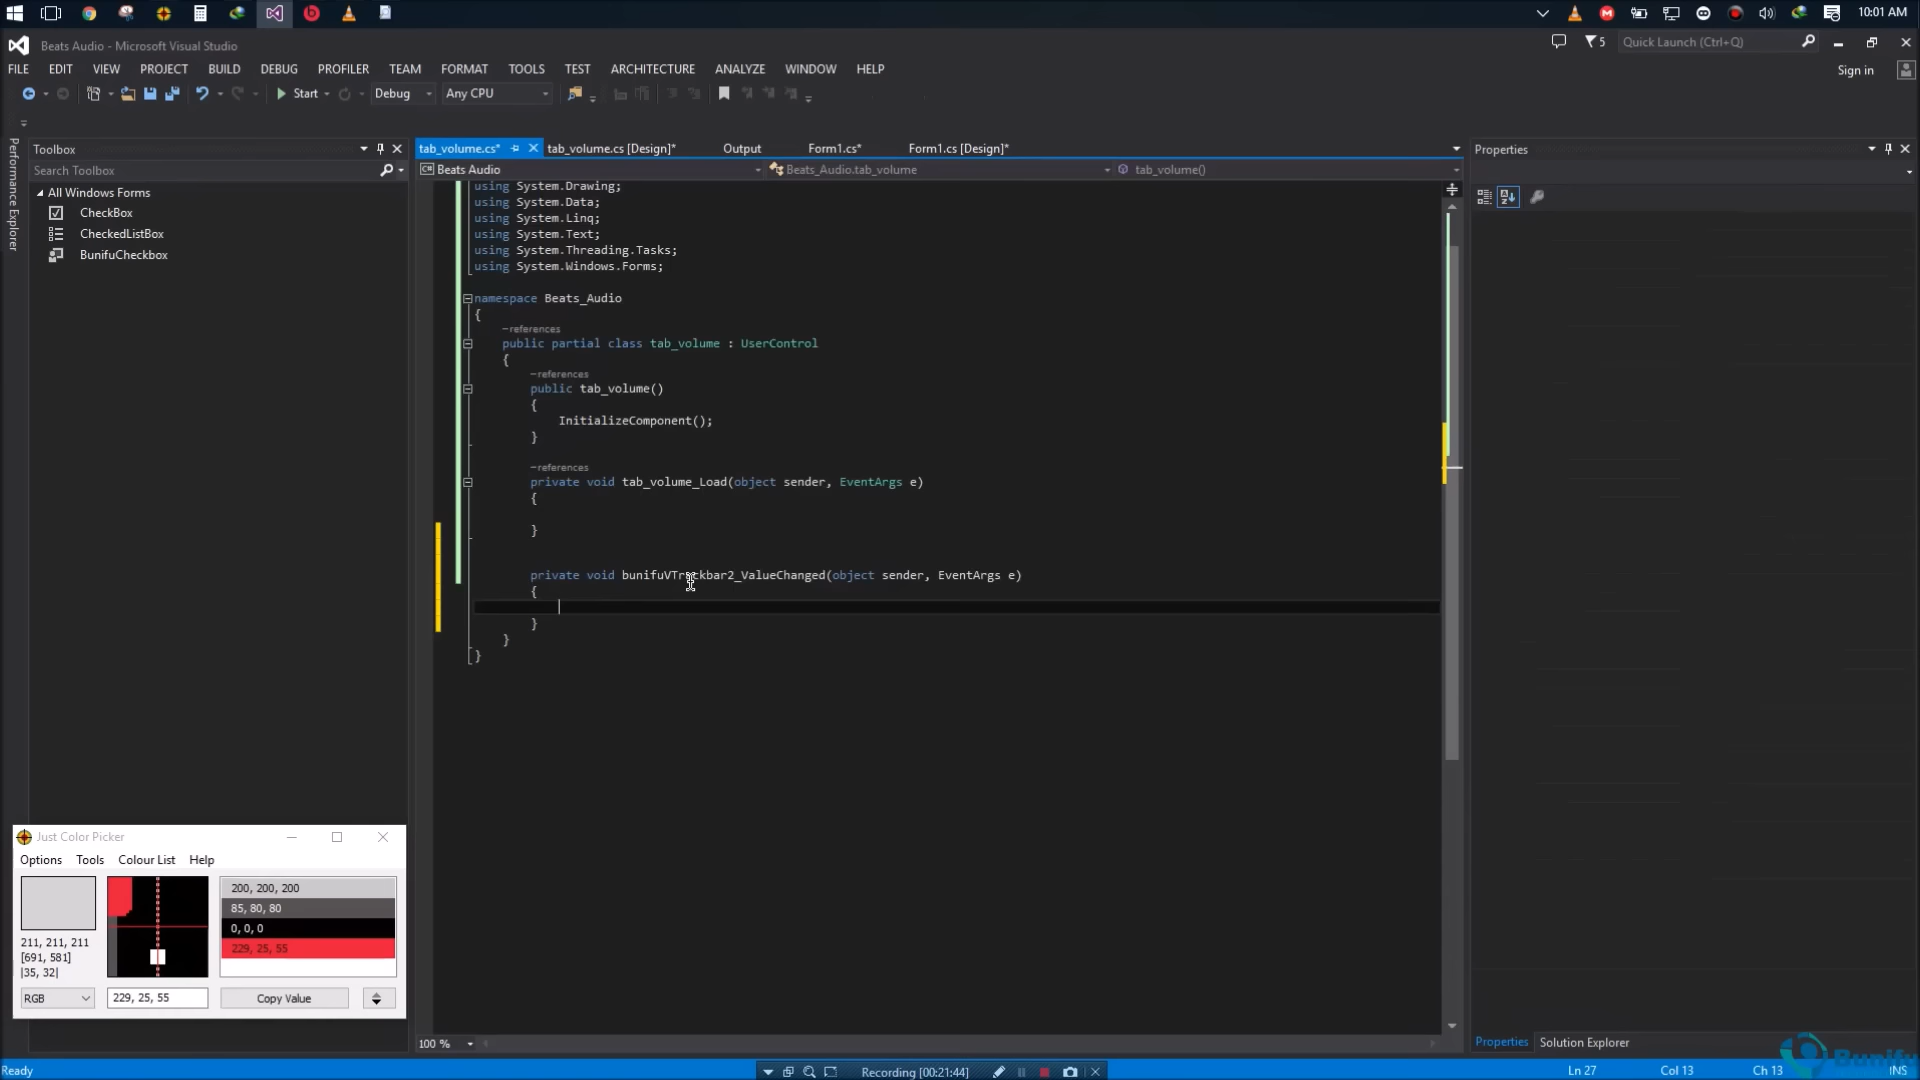 10:01 AM
Beats Audio - Microsoft Visual Studio
5
Quick Launch (Ctrl+Q)
FILE EDIT VIEW PROJECT BUILD DEBUG PROFILER TEAM FORMAT TOOLS TEST ARCHITECTURE ANALYZE WINDOW HELP
Sign in
Start Debug Any CPU
Performance Explorer
Toolbox
Search Toolbox
All Windows Forms
CheckBox
CheckedListBox
BunifuCheckbox
tab_volume.cs* tab_volume.cs [Design]* Output Form1.cs* Form1.cs [Design]*
C# Beats Audio Beats_Audio.tab_volume tab_volume()
using System.Drawing;
using System.Data;
using System.Linq;
using System.Text;
using System.Threading.Tasks;
using System.Windows.Forms;
namespace Beats_Audio
{
−references
public partial class tab_volume : UserControl
{
−references
public tab_volume()
{
InitializeComponent();
}
−references
private void tab_volume_Load(object sender, EventArgs e)
{
}
private void bunifuVTrackbar2_ValueChanged(object sender, EventArgs e)
{
}
}
}
100 %
Properties
Properties Solution Explorer
Just Color Picker
Options Tools Colour List Help
200, 200, 200
85, 80, 80
0, 0, 0
229, 25, 55
211, 211, 211
[691, 581]
|35, 32|
RGB 229, 25, 55 Copy Value
Ready
Recording [00:21:44]
Ln 27 Col 13 Ch 13 INS